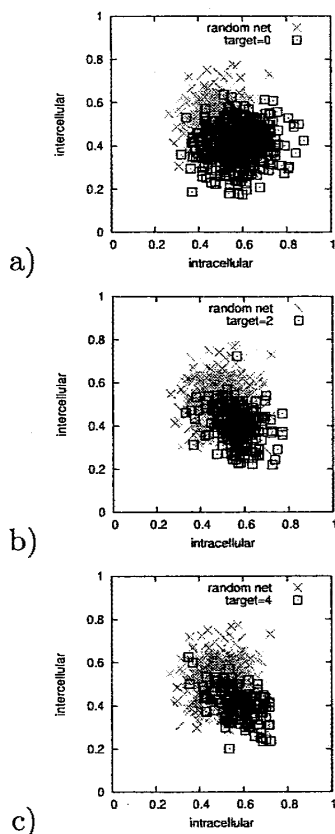 1
0.8
0.6
0.4
0.2
0
intercellular
random net
target=0
0 0.2 0.4 0.6 0.8 1
intracellular
a)
1
0.8
0.6
0.4
0.2
0
intercellular
random net
target=2
0 0.2 0.4 0.6 0.8 1
intracellular
b)
1
0.8
0.6
0.4
0.2
0
intercellular
random net
target=4
0 0.2 0.4 0.6 0.8 1
intracellular
c)